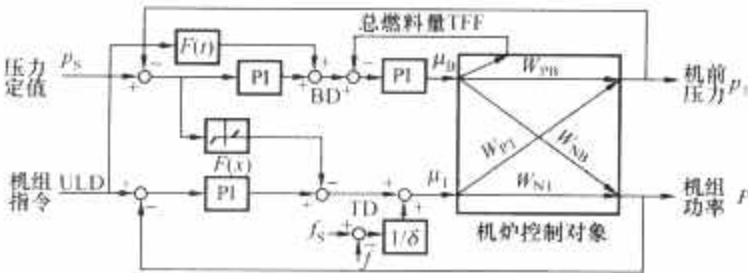 总燃料量TFF
F(t)
压力 p_S
定值
PI
BD
PI
μ_B
W_PB
机前 p_T
压力
F(x)
W_PT
W_NB
机组 ULD
指令
PI
TD
μ_T
W_NT
机组 P
功率
f_S
f
1/δ
机炉控制对象